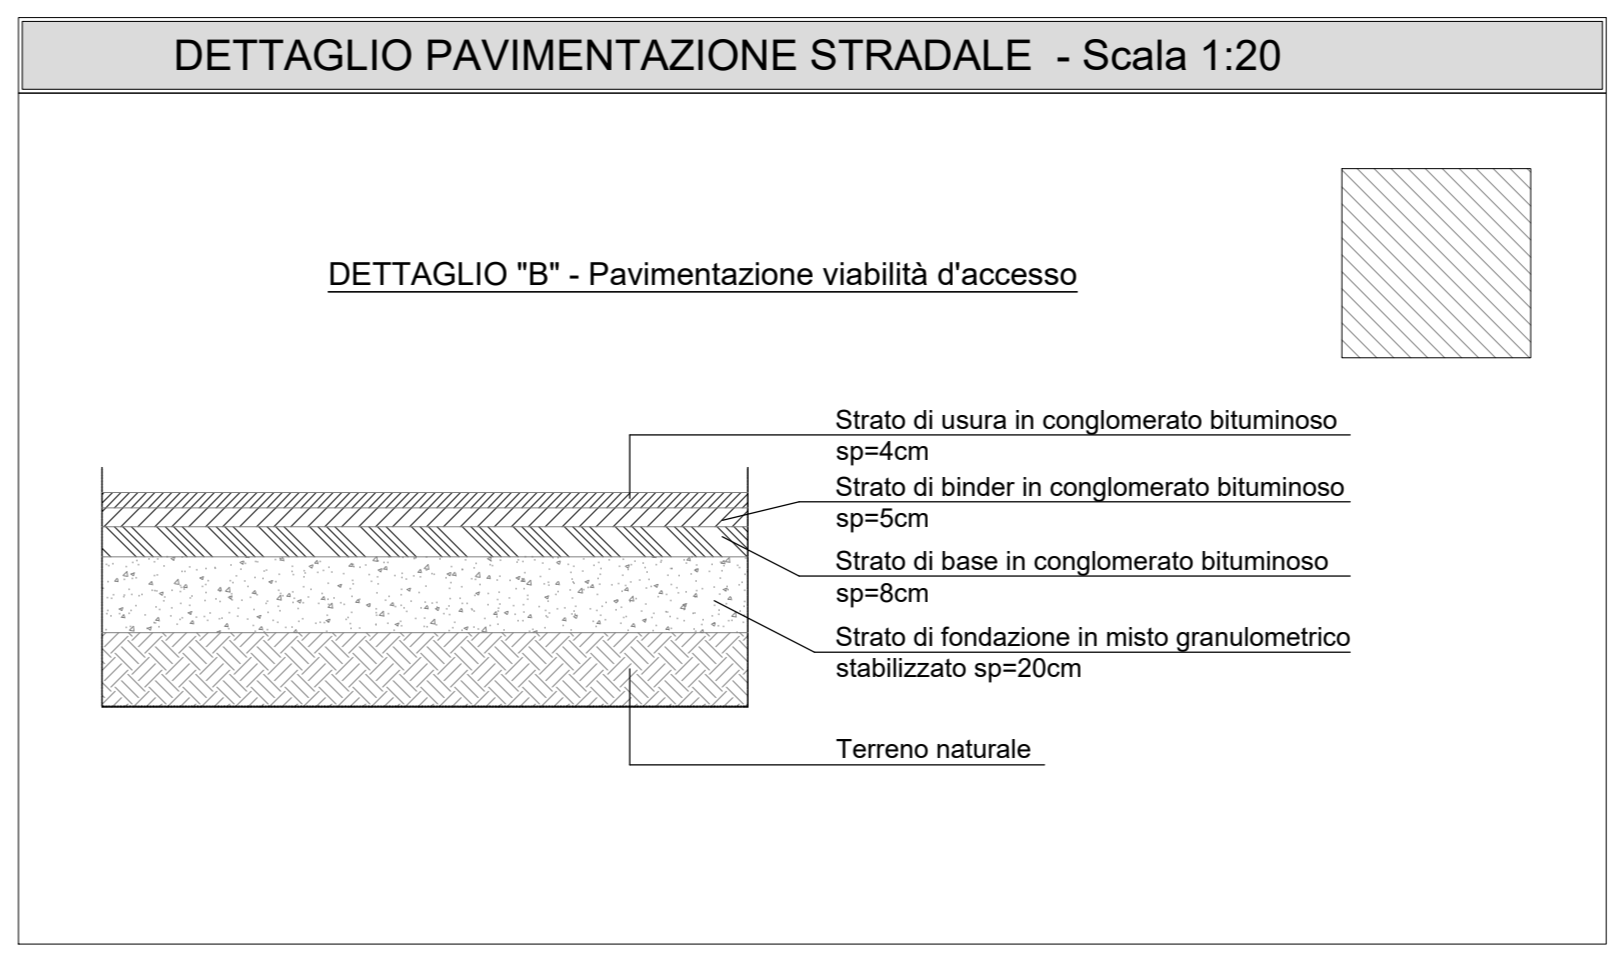 DETTAGLIO PAVIMENTAZIONE STRADALE - Scala 1:20
DETTAGLIO "B" - Pavimentazione viabilità d'accesso
Strato di usura in conglomerato bituminoso
sp=4cm
Strato di binder in conglomerato bituminoso
sp=5cm
Strato di base in conglomerato bituminoso
sp=8cm
Strato di fondazione in misto granulometrico
stabilizzato sp=20cm
Terreno naturale